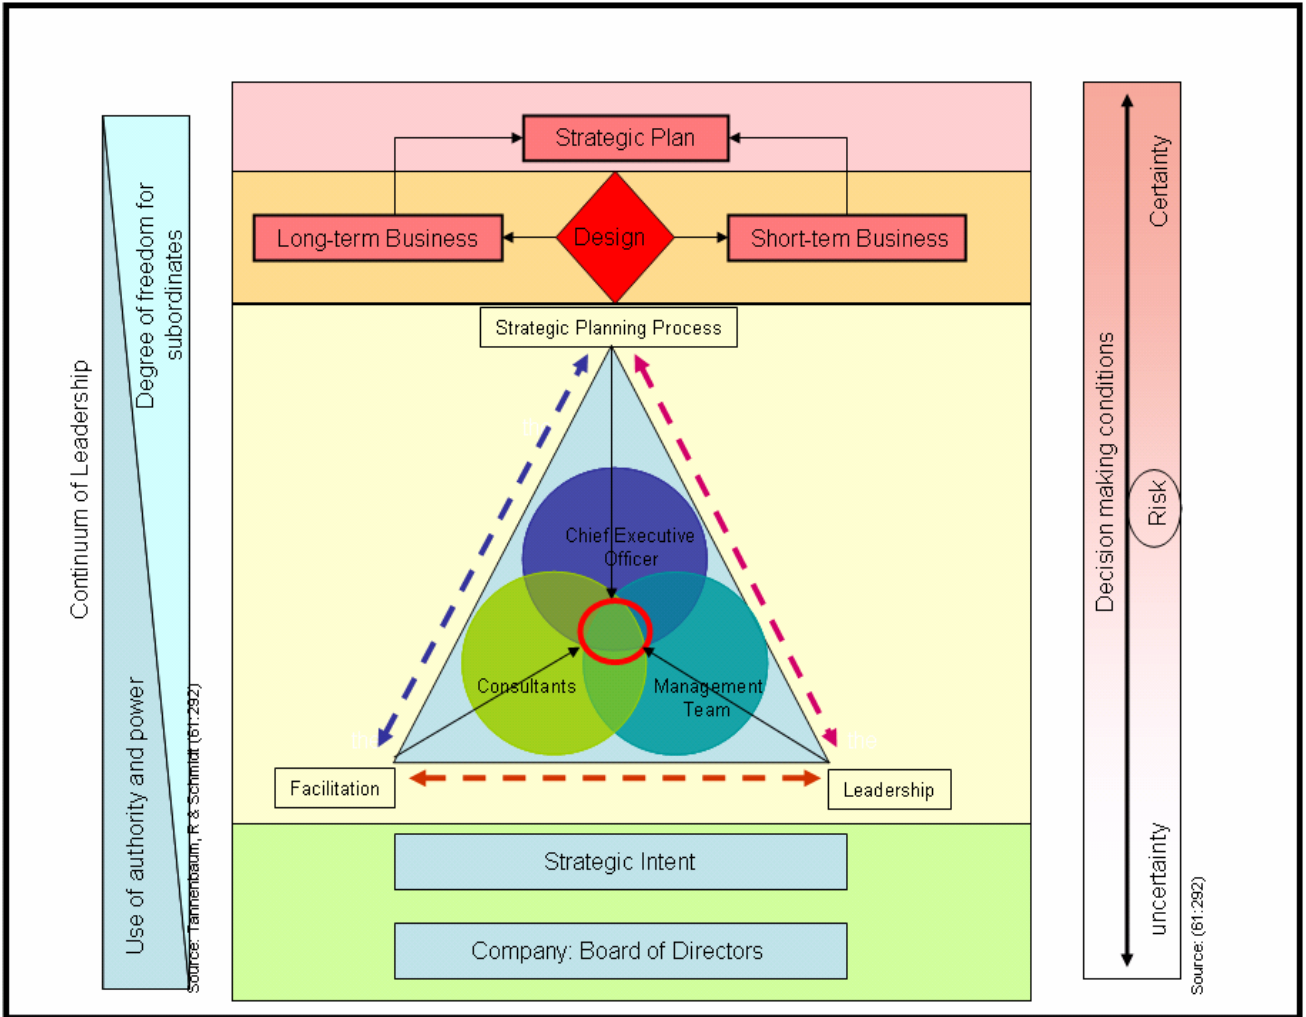 Strategic Plan
Long-term Business
Design
Short-tem Business
Strategic Planning Process
Chief Executive
Officer
Consultants
Management
Team
Facilitation
Leadership
Strategic Intent
Company: Board of Directors
Continuum of Leadership
Degree of freedom for
subordinates
Use of authority and power
Source: Tannenbaum, R & Schmidt (61:292)
Decision making conditions
Certainty
Risk
uncertainty
Source: (61:292)
the
the